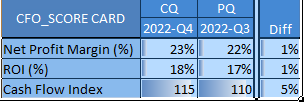 CFO_SCORE CARD CQ PQ Diff
2022-Q4 2022-Q3
Net Profit Margin (%) 23% 22% 1%
ROI (%) 18% 17% 1%
Cash Flow Index 115 110 5%